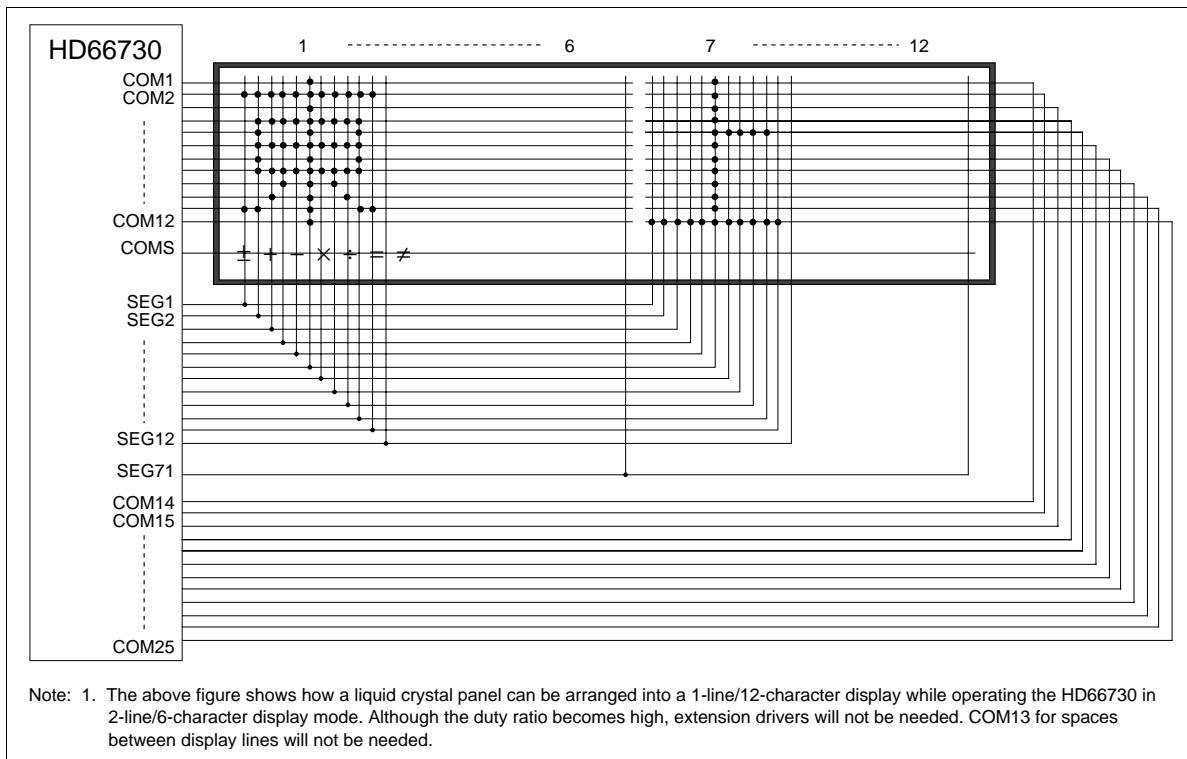 HD66730
1 6 7 12
COM1
COM2
COM12
COMS
± + − × ÷ = ≠
SEG1
SEG2
SEG12
SEG71
COM14
COM15
COM25
Note: 1. The above figure shows how a liquid crystal panel can be arranged into a 1-line/12-character display while operating the HD66730 in
2-line/6-character display mode. Although the duty ratio becomes high, extension drivers will not be needed. COM13 for spaces
between display lines will not be needed.